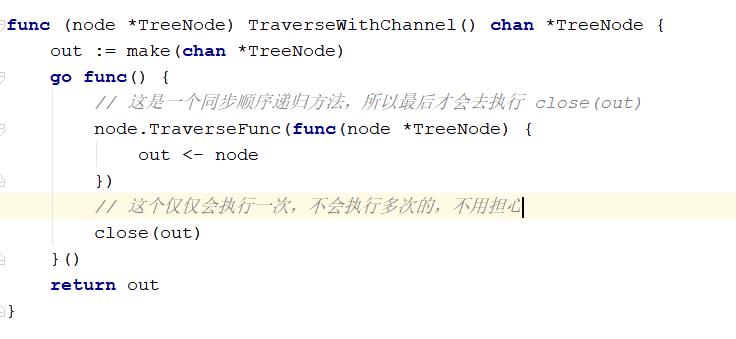 func (node *TreeNode) TraverseWithChannel() chan *TreeNode {
    out := make(chan *TreeNode)
    go func() {
        // 这是一个同步顺序递归方法，所以最后才会去执行 close(out)
        node.TraverseFunc(func(node *TreeNode) {
            out <- node
        })
        // 这个仅仅会执行一次，不会执行多次的，不用担心
        close(out)
    }()
    return out
}